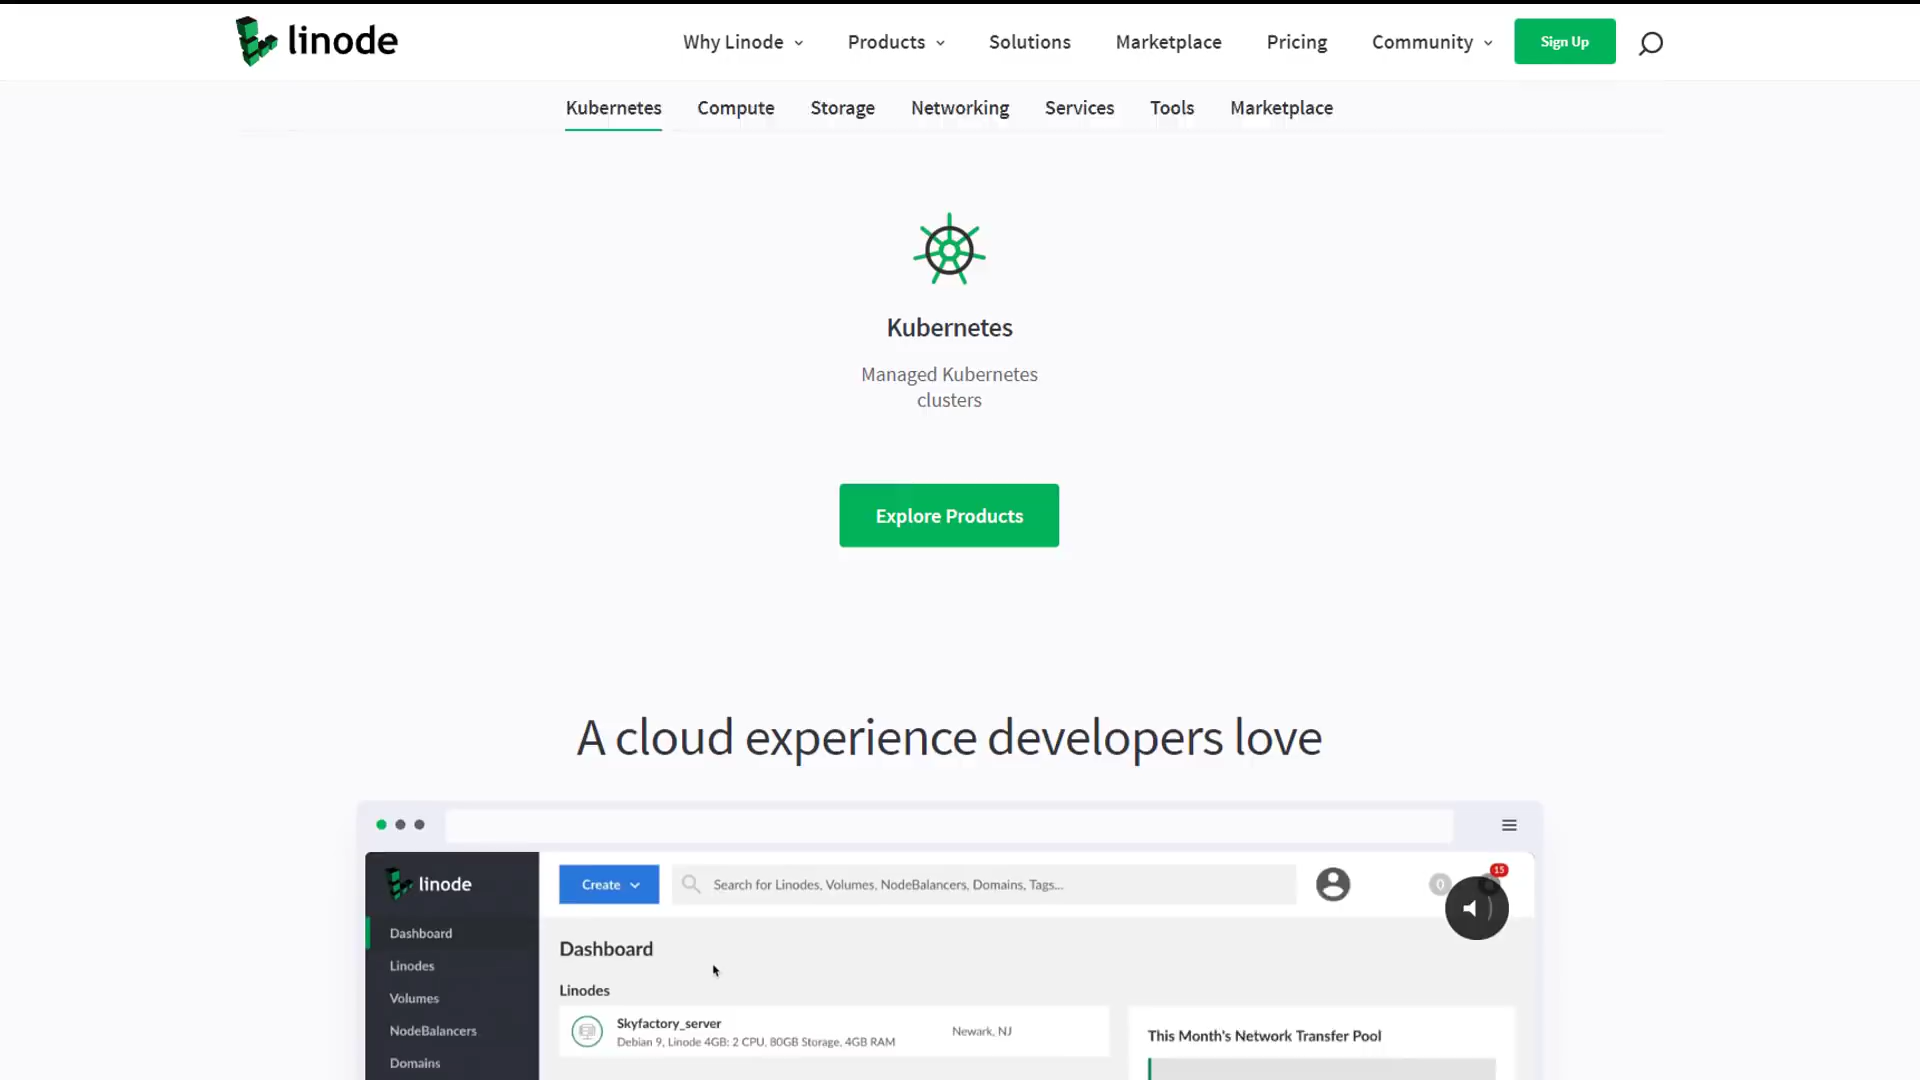 linode
Why Linode
Products
Solutions
Marketplace
Pricing
Community
Sign Up
Kubernetes
Compute
Storage
Networking
Services
Tools
Marketplace
Kubernetes
Managed Kubernetes
clusters
Explore Products
A cloud experience developers love
linode
Create
Search for Linodes, Volumes, NodeBalancers, Domains, Tags...
0
15
Dashboard
Linodes
Volumes
NodeBalancers
Domains
Dashboard
Linodes
Skyfactory_server
Debian 9, Linode 4GB: 2 CPU, 80GB Storage, 4GB RAM
Newark, NJ
This Month's Network Transfer Pool